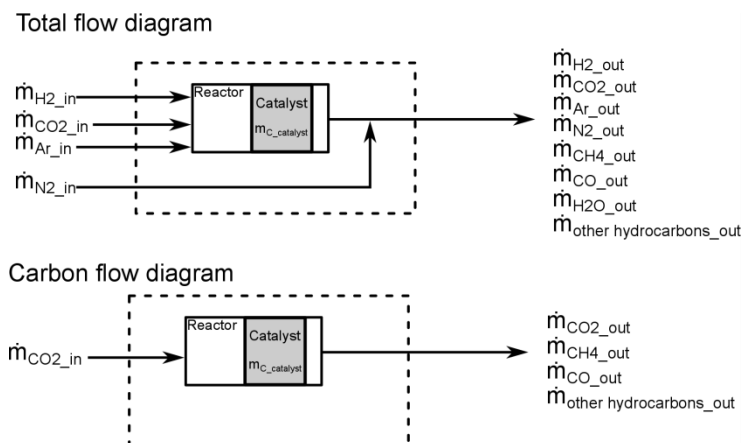 Total flow diagram
ṁH2_in
ṁCO2_in
ṁAr_in
ṁN2_in
Reactor
Catalyst
mC_catalyst
ṁH2_out
ṁCO2_out
ṁAr_out
ṁN2_out
ṁCH4_out
ṁCO_out
ṁH2O_out
ṁother hydrocarbons_out
Carbon flow diagram
ṁCO2_in
Reactor
Catalyst
mC_catalyst
ṁCO2_out
ṁCH4_out
ṁCO_out
ṁother hydrocarbons_out